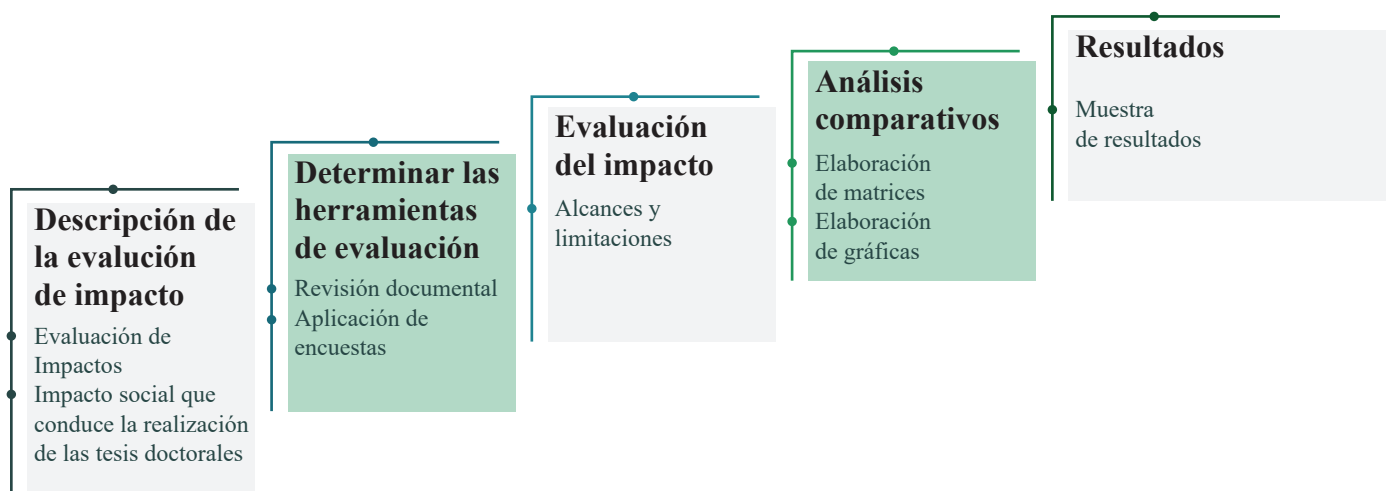 Descripción de
la evalución
de impacto
Evaluación de
Impactos
Impacto social que
conduce la realización
de las tesis doctorales
Determinar las
herramientas
de evaluación
Revisión documental
Aplicación de
encuestas
Evaluación
del impacto
Alcances y
limitaciones
Análisis
comparativos
Elaboración
de matrices
Elaboración
de gráficas
Resultados
Muestra
de resultados